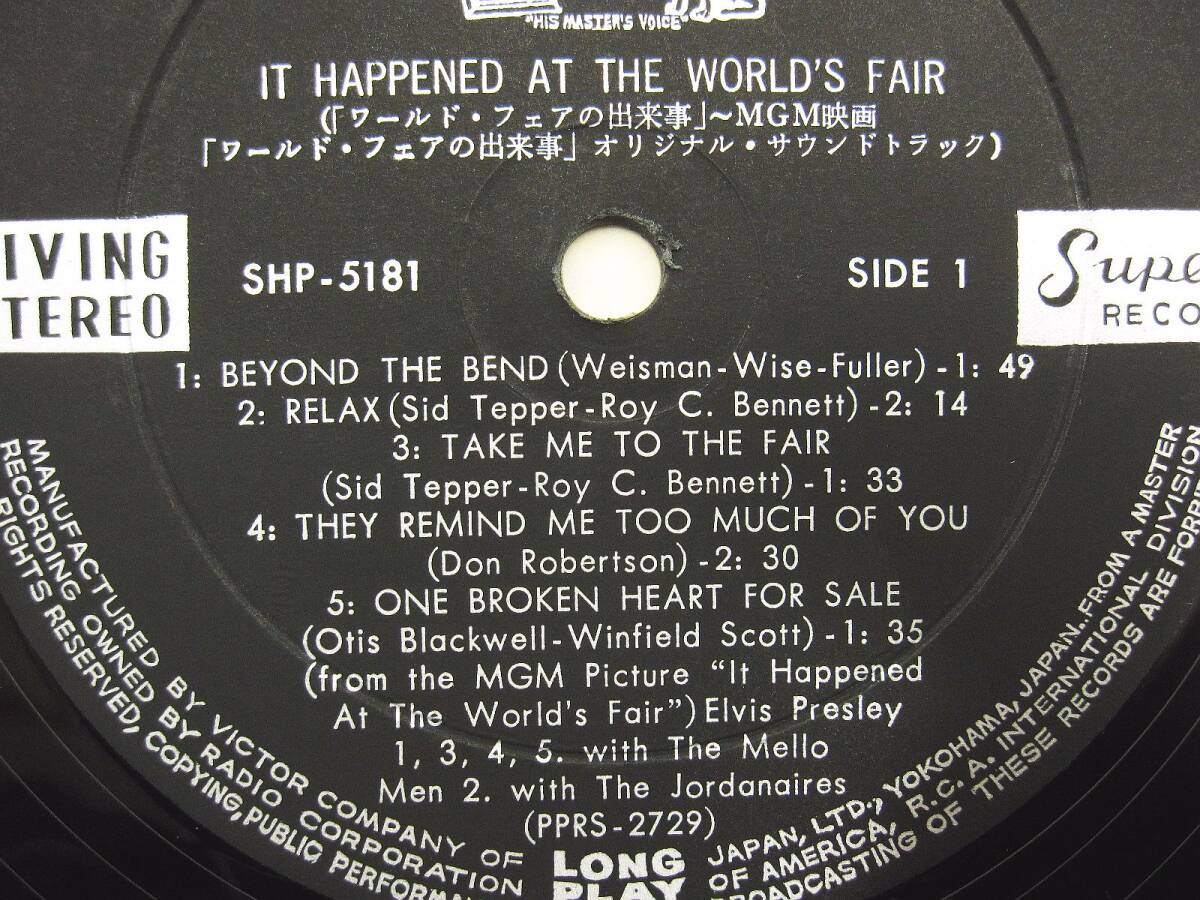 "HIS MASTER'S VOICE"
IT HAPPENED AT THE WORLD'S FAIR
(「ワールド・フェアの出来事」~MGM映画
「ワールド・フェアの出来事」オリジナル・サウンドトラック)
IVING
TEREO
SHP-5181
SIDE 1
Supe
RECO
1: BEYOND THE BEND (Weisman-Wise-Fuller)-1: 49
2: RELAX (Sid Tepper-Roy C. Bennett)-2: 14
3: TAKE ME TO THE FAIR
(Sid Tepper-Roy C. Bennett)-1: 33
4: THEY REMIND ME TOO MUCH OF YOU
(Don Robertson)-2: 30
5: ONE BROKEN HEART FOR SALE
(Otis Blackwell-Winfield Scott)-1: 35
(from the MGM Picture “It Happened
At The World's Fair”) Elvis Presley
1, 3, 4, 5. with The Mello
Men 2. with The Jordanaires
(PPRS-2729)
LONG
PLAY
MANUFACTURED BY VICTOR COMPANY OF JAPAN, LTD., YOKOHAMA, JAPAN. FROM A MASTER
RECORDING OWNED BY RADIO CORPORATION OF AMERICA, R.C.A. INTERNATIONAL DIVISION
RIGHTS RESERVED, COPYING, PUBLIC PERFORMA BROADCASTING OF THESE RECORDS ARE FORBI